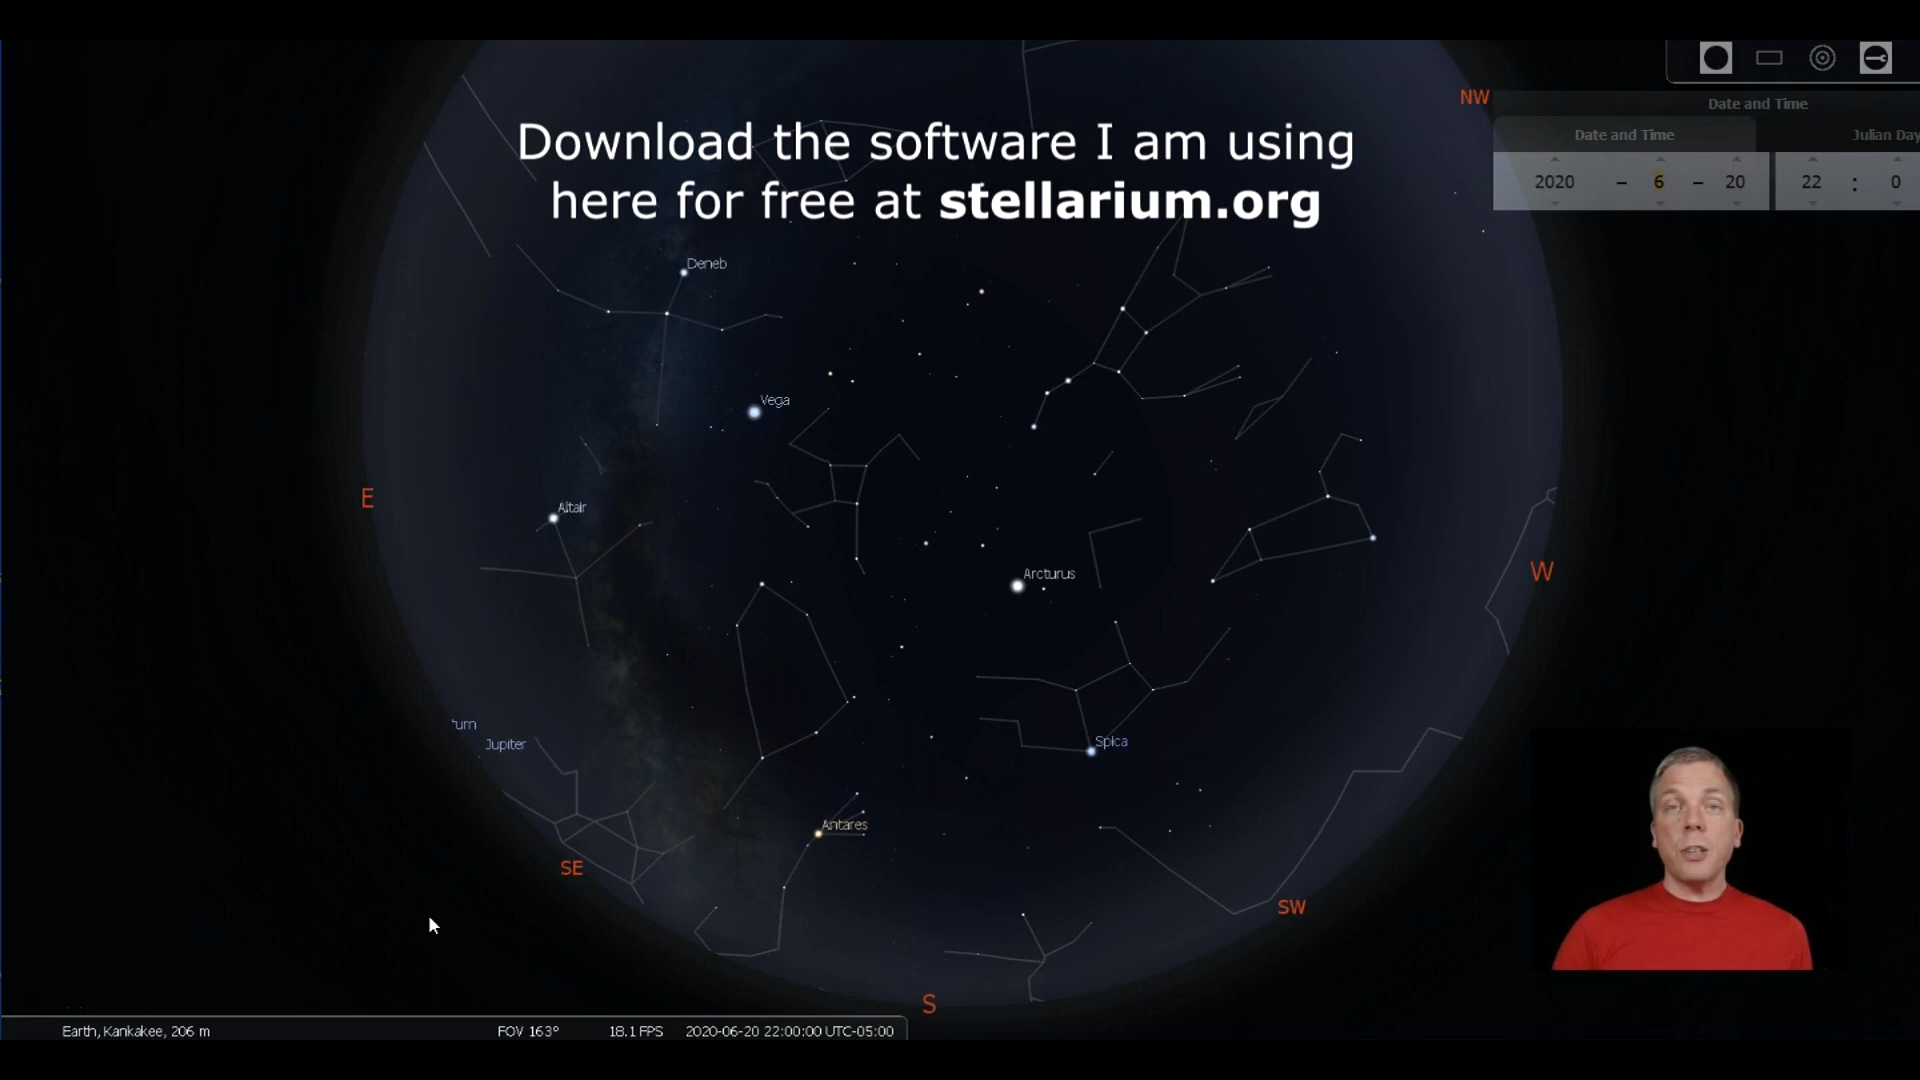 NW
Date and Time
Download the software I am using
here for free at stellarium.org
Date and Time
Julian Day
2020 – 6 – 20 22 : 0
Deneb
Vega
E
Altair
Arcturus
W
Jupiter
Spica
Antares
SE
SW
S
Earth, Kankakee, 206 m FOV 163° 18.1 FPS 2020-06-20 22:00:00 UTC-05:00